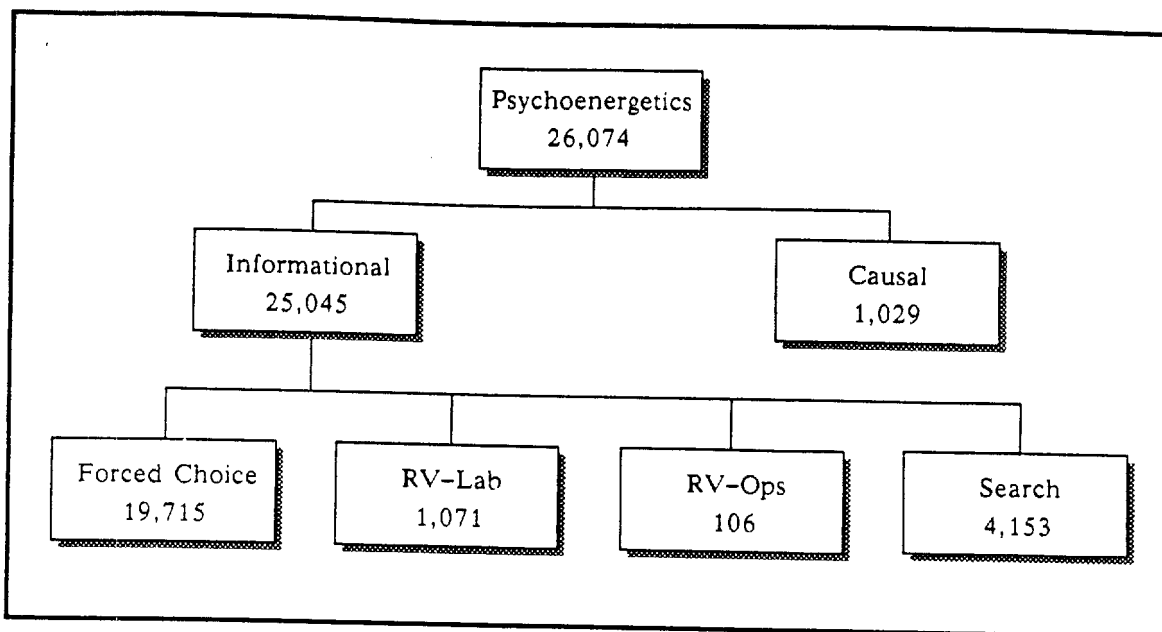 Psychoenergetics
26,074
Informational
25,045
Causal
1,029
Forced Choice
19,715
RV-Lab
1,071
RV-Ops
106
Search
4,153